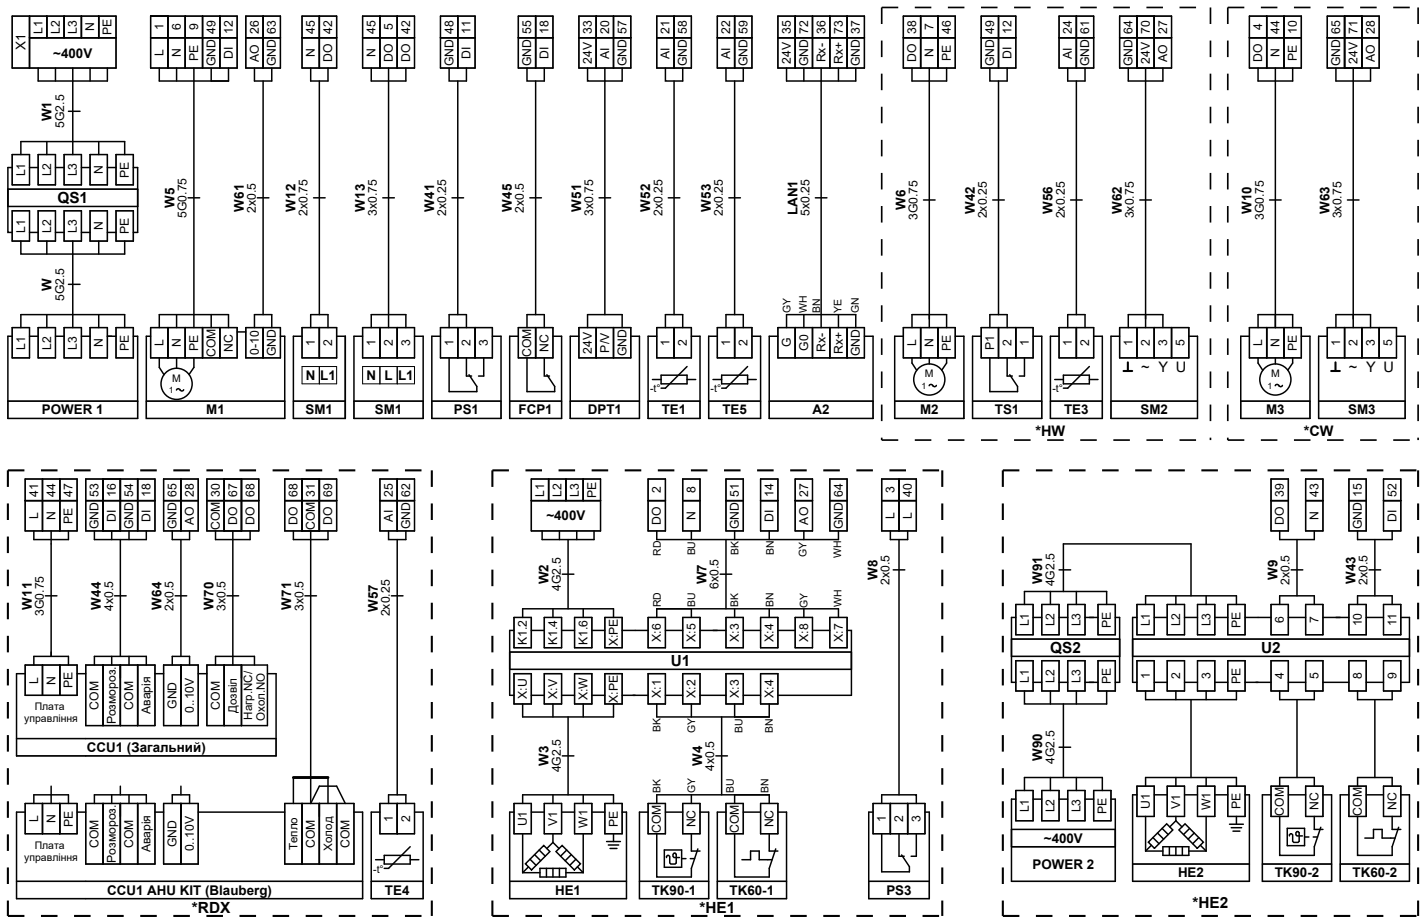 X1 L1 L2 L3 N PE
~400V
1 6 9 49 12 26 63
L N PE GND DI AO GND
45 42
N DO
45 5 42
N DO DO
48 11
GND DI
55 18
GND DI
33 20 57
24V AI GND
21 58
AI GND
22 59
AI GND
35 72 36 73 37
24V GND Rx- Rx+ GND
38 7 46
DO N PE
49 12
GND DI
24 61
AI GND
64 70 27
GND 24V AO
4 44 10
DO N PE
65 71 28
GND 24V AO
W1
5G2.5
L1 L2 L3 N PE
QS1
L1 L2 L3 N PE
W
5G2.5
W5
5G0.75
W61
2x0.5
W12
2x0.75
W13
3x0.75
W41
2x0.25
W45
2x0.5
W51
3x0.75
W52
2x0.25
W53
2x0.25
LAN1
5x0.25
W6
3G0.75
W42
2x0.25
W56
2x0.25
W62
3x0.75
W10
3G0.75
W63
3x0.75
GY WH BN YE GN
L1 L2 L3 N PE
POWER 1
L N PE COM NC 0-10 GND
M
1~
M1
1 2
N L1
SM1
1 2 3
N L L1
SM1
1 2 3
PS1
COM NC
FCP1
24V P/V GND
DPT1
1 2
-t°
TE1
1 2
-t°
TE5
G G0 Rx- Rx+ GND
A2
L N PE
M
1~
M2
P1 1 2
TS1
1 2
-t°
TE3
1 2 3 5
⊥ ~ Y U
SM2
*HW
L N PE
M
1~
M3
1 2 3 5
⊥ ~ Y U
SM3
*CW
41 44 47
L N PE
53 16 54 18
GND DI GND DI
65 28
GND AO
30 67 68
COM DO DO
68 31 69
DO COM DO
25 62
AI GND
W11
3G0.75
W44
4x0.5
W64
2x0.5
W70
3x0.5
W71
3x0.5
W57
2x0.25
L N PE
Плата
управління
COM Розмороз. COM Аварія
GND 0..10V
COM Дозвіл Нагр.NC/
Охол.NO
CCU1 (Загальний)
L N PE
Плата
управління
COM Розмороз. COM Аварія
GND 0..10V
Тепло COM Холод COM
CCU1 AHU KIT (Blauberg)
1 2
-t°
TE4
*RDX
L1 L2 L3 PE
~400V
2 8 51 14 27 64
DO N GND DI AO GND
3 40
L L
RD BU BK BN GY WH
W2
4G2.5
W7
6x0.5
W8
2x0.5
RD BU BK BN GY WH
K1.2 K1.4 K1.6 X:PE X:6 X:5 X:3 X:4 X:8 X:7
U1
X:U X:V X:W X:PE X:1 X:2 X:3 X:4
BK GY BU BN
W3
4G2.5
W4
4x0.5
BK GY BU BN
U1 V1 W1 PE
HE1
COM NC
ϑ
TK90-1
COM NC
TK60-1
1 2 3
PS3
*HE1
39 43
DO N
15 52
GND DI
W91
4G2.5
W9
2x0.5
W43
2x0.5
L1 L2 L3 PE
QS2
L1 L2 L3 PE
L1 L2 L3 PE 6 7 10 11
U2
1 2 3 PE 4 5 8 9
W90
4G2.5
L1 L2 L3 PE
~400V
POWER 2
U1 V1 W1 PE
HE2
COM NC
ϑ
TK90-2
COM NC
TK60-2
*HE2